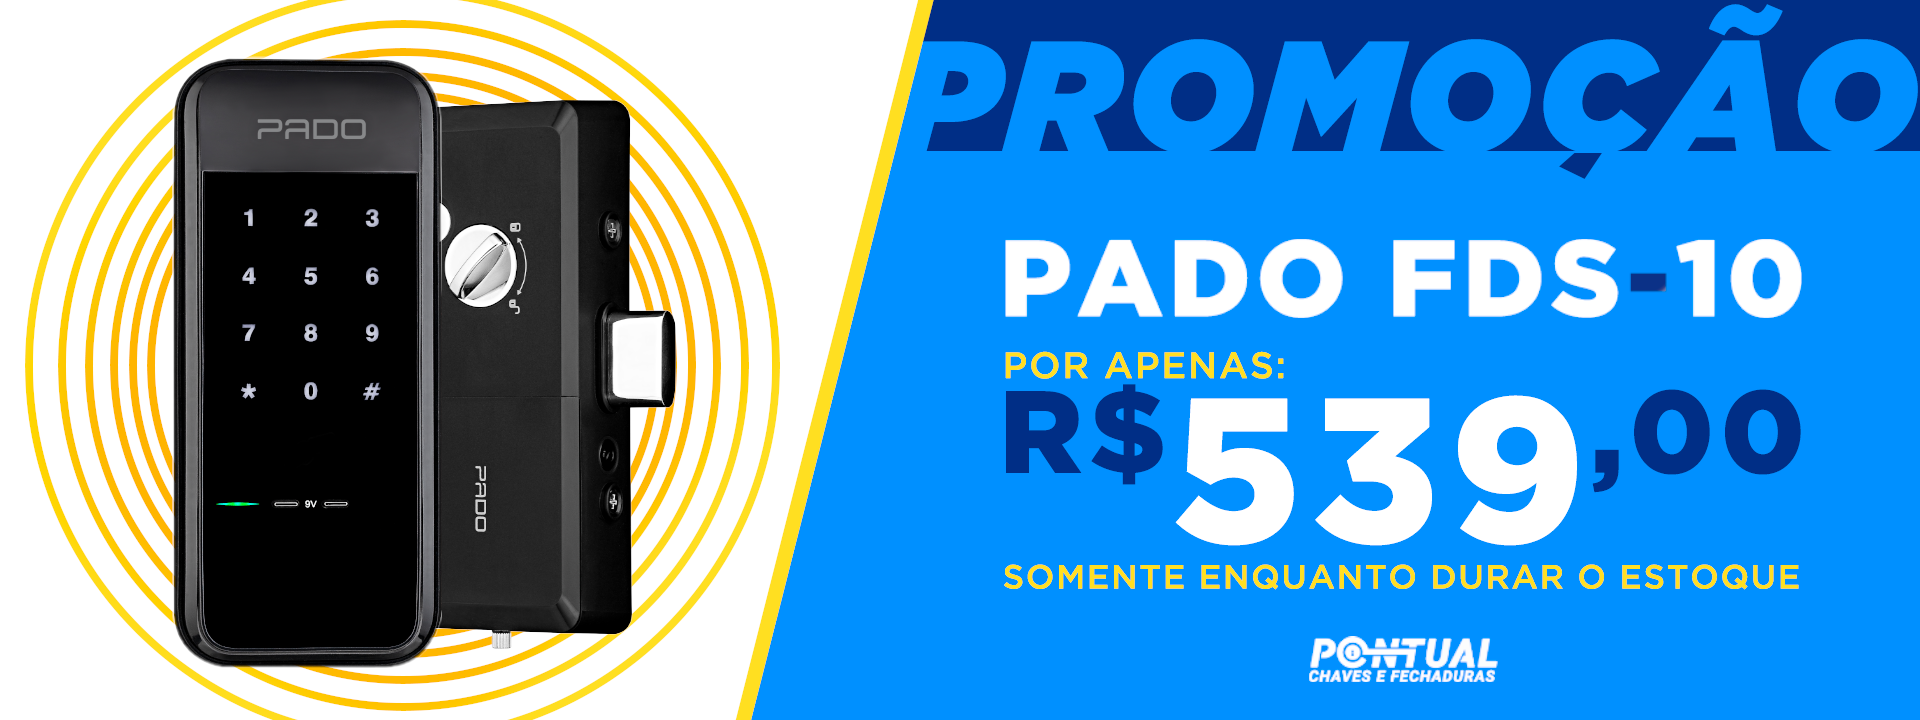 PADO
1 2 3
4 5 6
7 8 9
* 0 #
9V
PADO
PROMOÇÃO
PADO FDS-10
POR APENAS:
R$539,00
SOMENTE ENQUANTO DURAR O ESTOQUE
PONTUAL
CHAVES E FECHADURAS